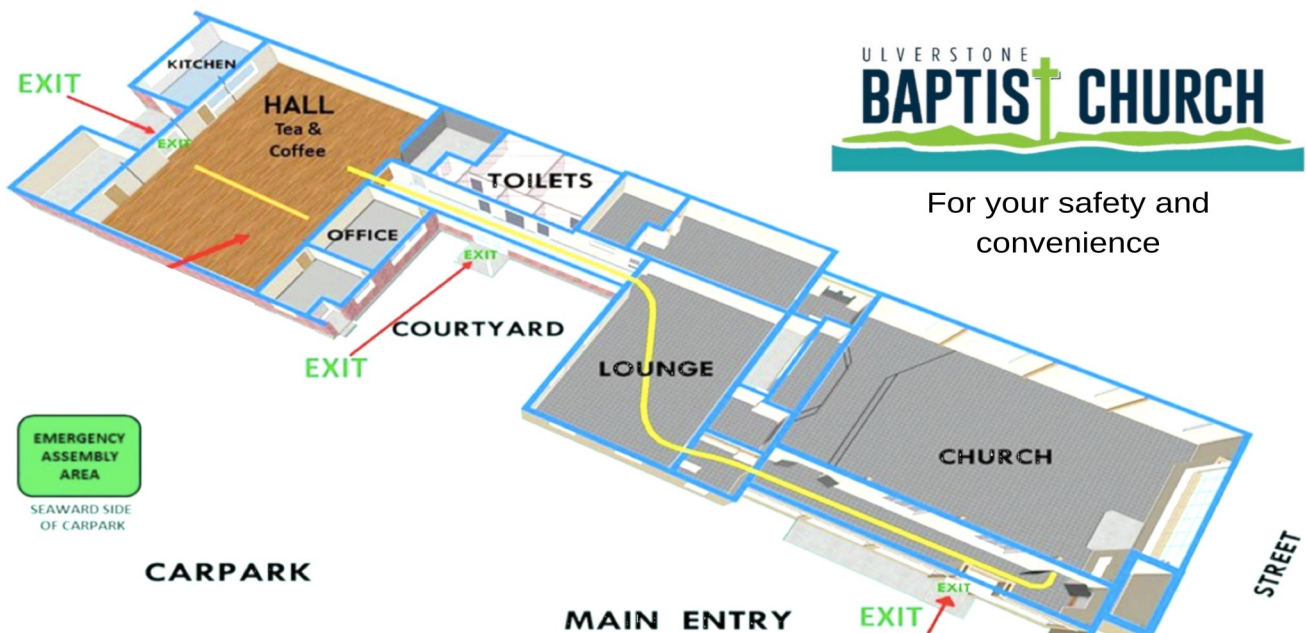 ULVERSTONE
BAPTIST CHURCH
For your safety and
convenience
KITCHEN
EXIT
EXIT
HALL
Tea &
Coffee
TOILETS
OFFICE
EXIT
COURTYARD
EXIT
LOUNGE
CHURCH
EMERGENCY
ASSEMBLY
AREA
SEAWARD SIDE
OF CARPARK
CARPARK
STREET
EXIT
EXIT
MAIN ENTRY